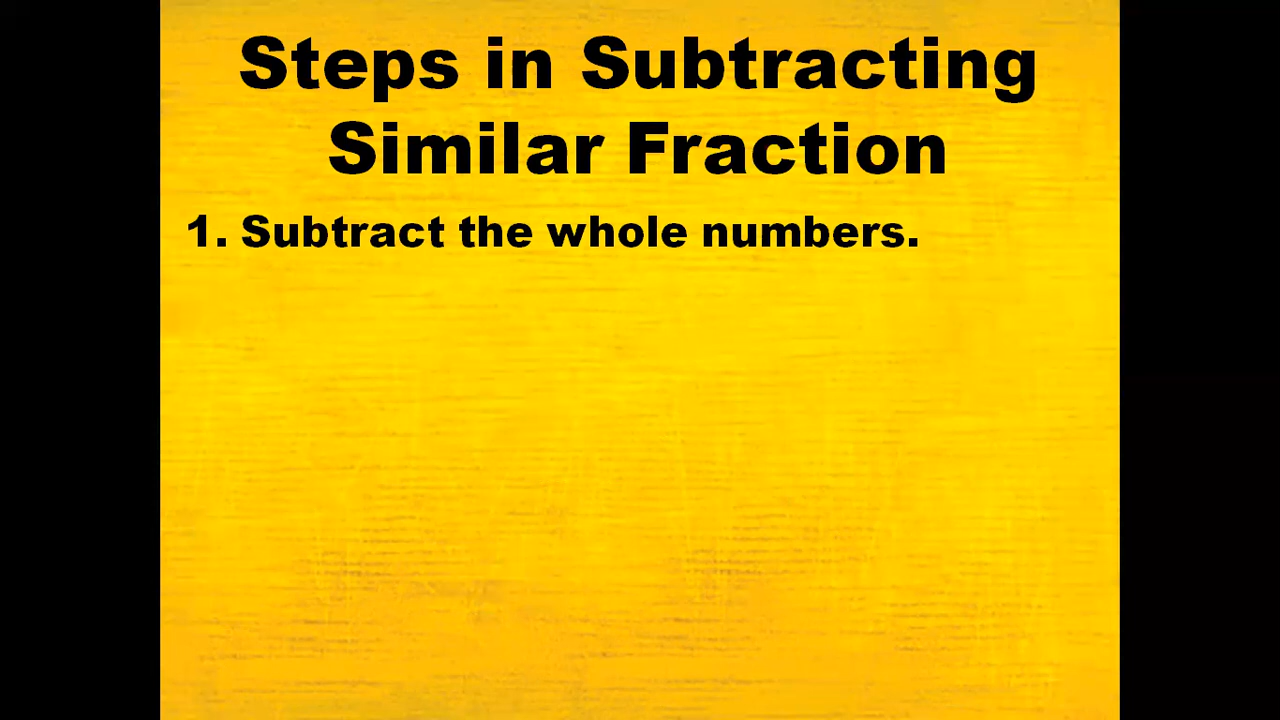 Steps in Subtracting
Similar Fraction
1. Subtract the whole numbers.